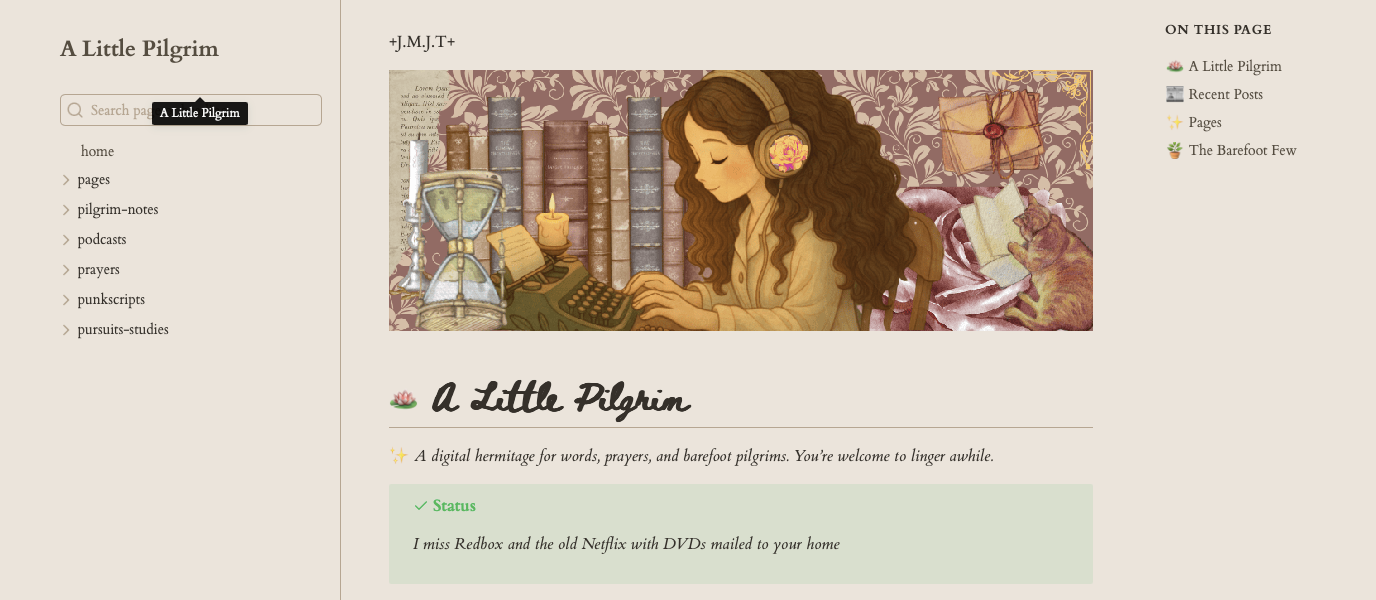 A Little Pilgrim
Search pag
A Little Pilgrim
home
pages
pilgrim-notes
podcasts
prayers
punkscripts
pursuits-studies
+J.M.J.T+
🪷 A Little Pilgrim
✨ A digital hermitage for words, prayers, and barefoot pilgrims. You're welcome to linger awhile.
Status
I miss Redbox and the old Netflix with DVDs mailed to your home
ON THIS PAGE
🪷 A Little Pilgrim
📰 Recent Posts
✨ Pages
🪴 The Barefoot Few